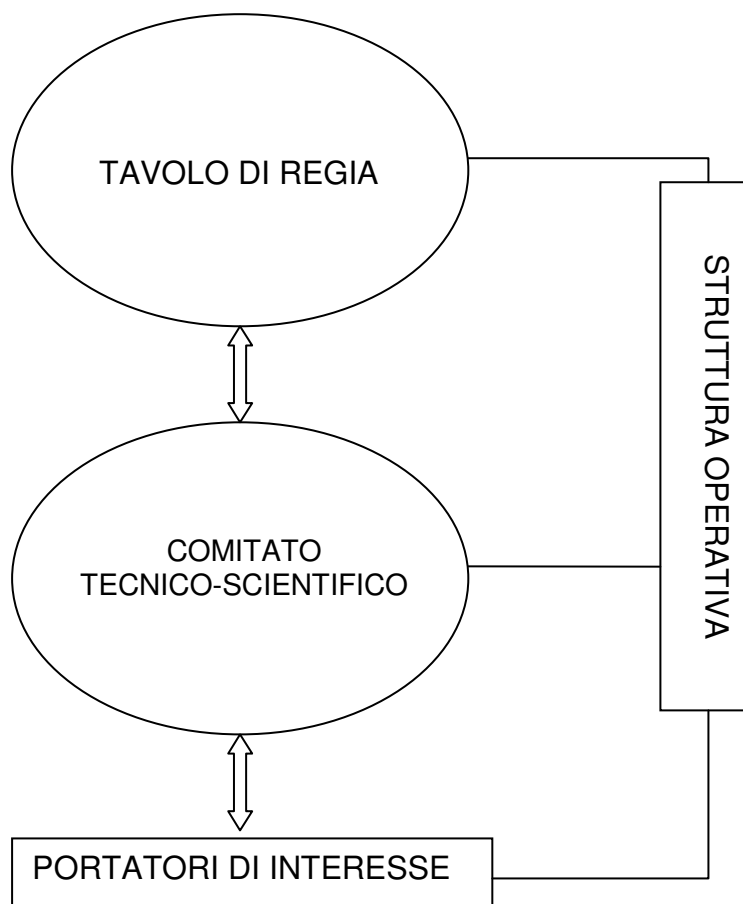 TAVOLO DI REGIA
STRUTTURA OPERATIVA
COMITATO
TECNICO-SCIENTIFICO
PORTATORI DI INTERESSE